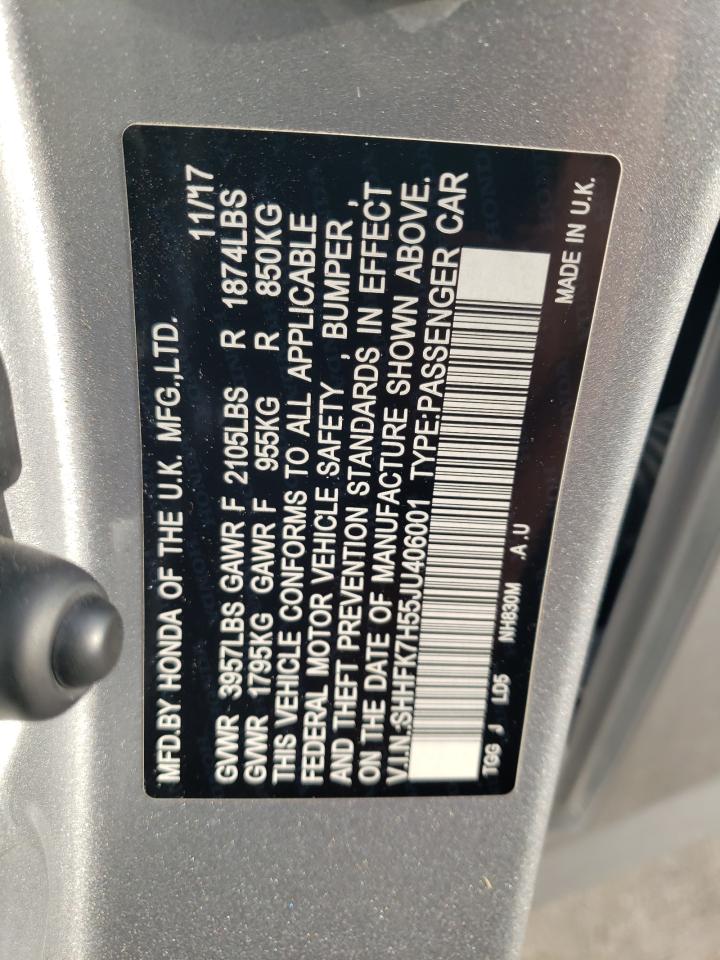 MFD.BY HONDA OF THE U.K. MFG.,LTD. 11/17
GVWR 3957LBS GAWR F 2105LBS R 1874LBS
GVWR 1795KG GAWR F 955KG R 850KG
THIS VEHICLE CONFORMS TO ALL APPLICABLE
FEDERAL MOTOR VEHICLE SAFETY , BUMPER ,
AND THEFT PREVENTION STANDARDS IN EFFECT
ON THE DATE OF MANUFACTURE SHOWN ABOVE.
V.I.N.:SHHFK7H55JU406001 TYPE:PASSENGER CAR
TGG J LD5 NH830M .A .U MADE IN U.K.